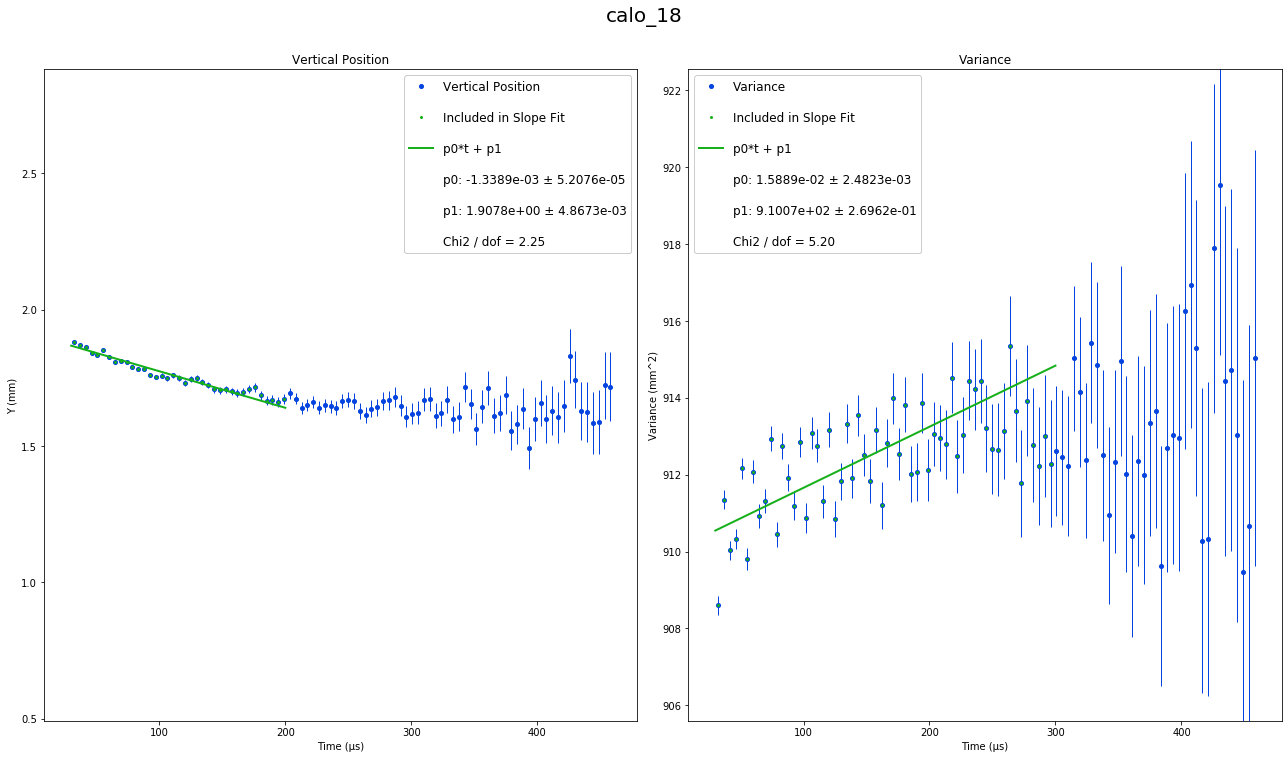 calo_18
Vertical Position
Vertical Position
Included in Slope Fit
p0*t + p1
p0: -1.3389e-03 ± 5.2076e-05
p1: 1.9078e+00 ± 4.8673e-03
Chi2 / dof = 2.25
Y (mm)
2.5
2.0
1.5
1.0
0.5
100
200
300
400
Time (μs)
Variance
Variance
Included in Slope Fit
p0*t + p1
p0: 1.5889e-02 ± 2.4823e-03
p1: 9.1007e+02 ± 2.6962e-01
Chi2 / dof = 5.20
Variance (mm^2)
922
920
918
916
914
912
910
908
906
100
200
300
400
Time (μs)